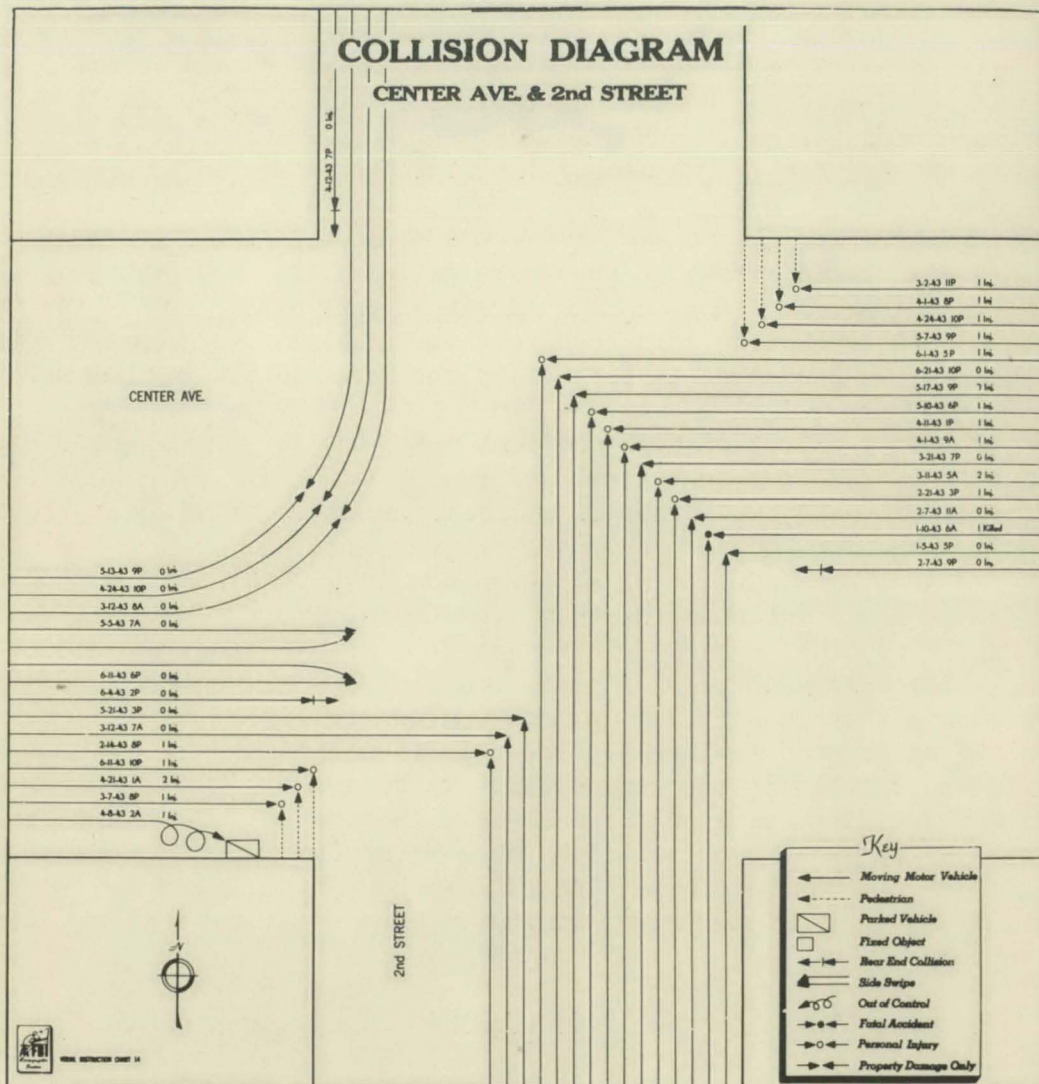 COLLISION DIAGRAM
CENTER AVE. & 2nd STREET
4-12-43 7P 0 Inj.
3-2-43 11P 1 Inj.
4-1-43 8P 1 Inj.
4-24-43 10P 1 Inj.
5-7-43 9P 1 Inj.
6-1-43 5P 1 Inj.
6-21-43 10P 0 Inj.
5-17-43 9P Inj.
5-10-43 6P 1 Inj.
4-11-43 1P 1 Inj.
4-1-43 9A 1 Inj.
3-21-43 7P 0 Inj.
3-11-43 5A 2 Inj.
2-21-43 3P 1 Inj.
2-7-43 11A 0 Inj.
1-10-43 6A 1 Killed
1-5-43 5P 0 Inj.
2-7-43 9P 0 Inj.
CENTER AVE.
5-13-43 9P 0 Inj.
4-24-43 10P 0 Inj.
3-12-43 8A 0 Inj.
5-5-43 7A 0 Inj.
6-11-43 6P 0 Inj.
6-4-43 2P 0 Inj.
5-21-43 3P 0 Inj.
3-12-43 7A 0 Inj.
2-14-43 8P 1 Inj.
6-11-43 10P 1 Inj.
4-21-43 1A 2 Inj.
3-7-43 8P 1 Inj.
4-8-43 2A 1 Inj.
2nd STREET
N
Key
Moving Motor Vehicle
Pedestrian
Parked Vehicle
Fixed Object
Rear End Collision
Side Swipe
Out of Control
Fatal Accident
Personal Injury
Property Damage Only
VISUAL INSTRUCTION CHART 14